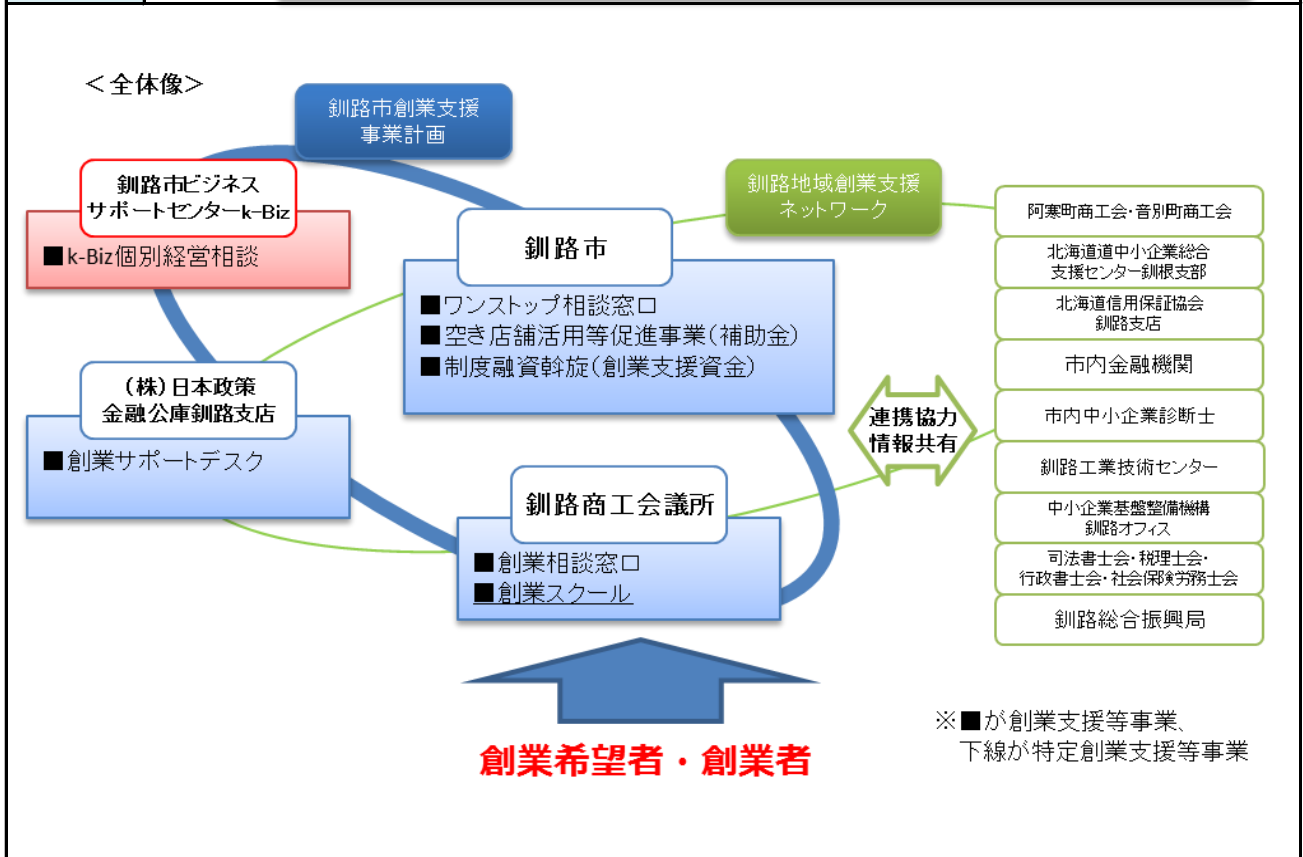 ＜全体像＞
釧路市創業支援
事業計画
釧路市ビジネス
サポートセンターk-Biz
■k-Biz個別経営相談
釧路市
■ワンストップ相談窓口
■空き店舗活用等促進事業（補助金）
■制度融資斡旋（創業支援資金）
（株）日本政策
金融公庫釧路支店
■創業サポートデスク
釧路商工会議所
■創業相談窓口
■創業スクール
創業希望者・創業者
釧路地域創業支援
ネットワーク
連携協力
情報共有
阿寒町商工会・音別町商工会
北海道道中小企業総合
支援センター釧根支部
北海道信用保証協会
釧路支店
市内金融機関
市内中小企業診断士
釧路工業技術センター
中小企業基盤整備機構
釧路オフィス
司法書士会・税理士会・
行政書士会・社会保険労務士会
釧路総合振興局
※■が創業支援等事業、
下線が特定創業支援等事業